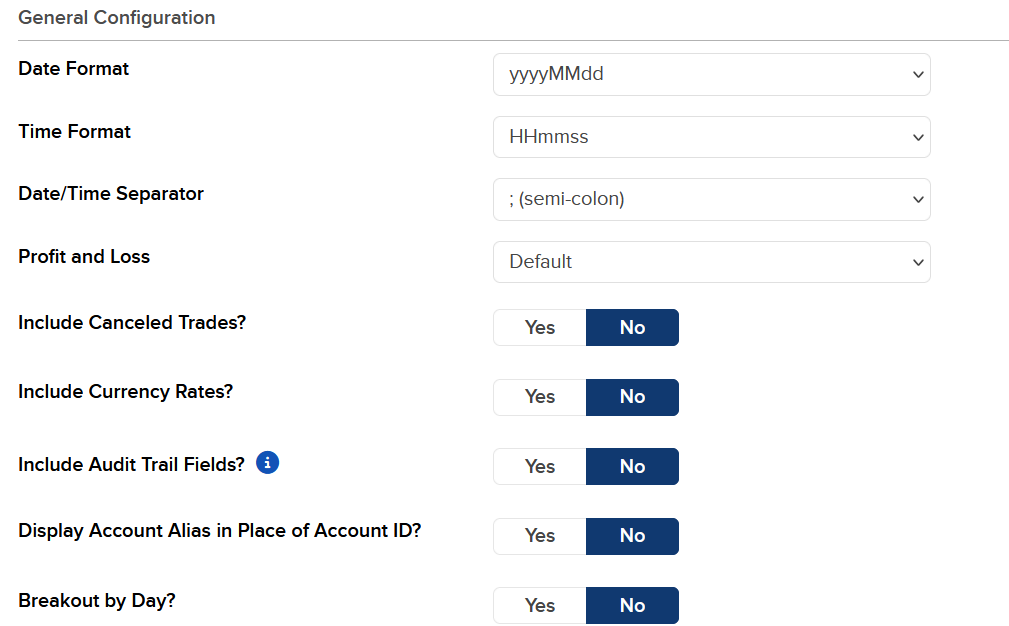 General Configuration
Date Format
yyyyMMdd
Time Format
HHmmss
Date/Time Separator
; (semi-colon)
Profit and Loss
Default
Include Canceled Trades?
Yes No
Include Currency Rates?
Yes No
Include Audit Trail Fields? i
Yes No
Display Account Alias in Place of Account ID?
Yes No
Breakout by Day?
Yes No